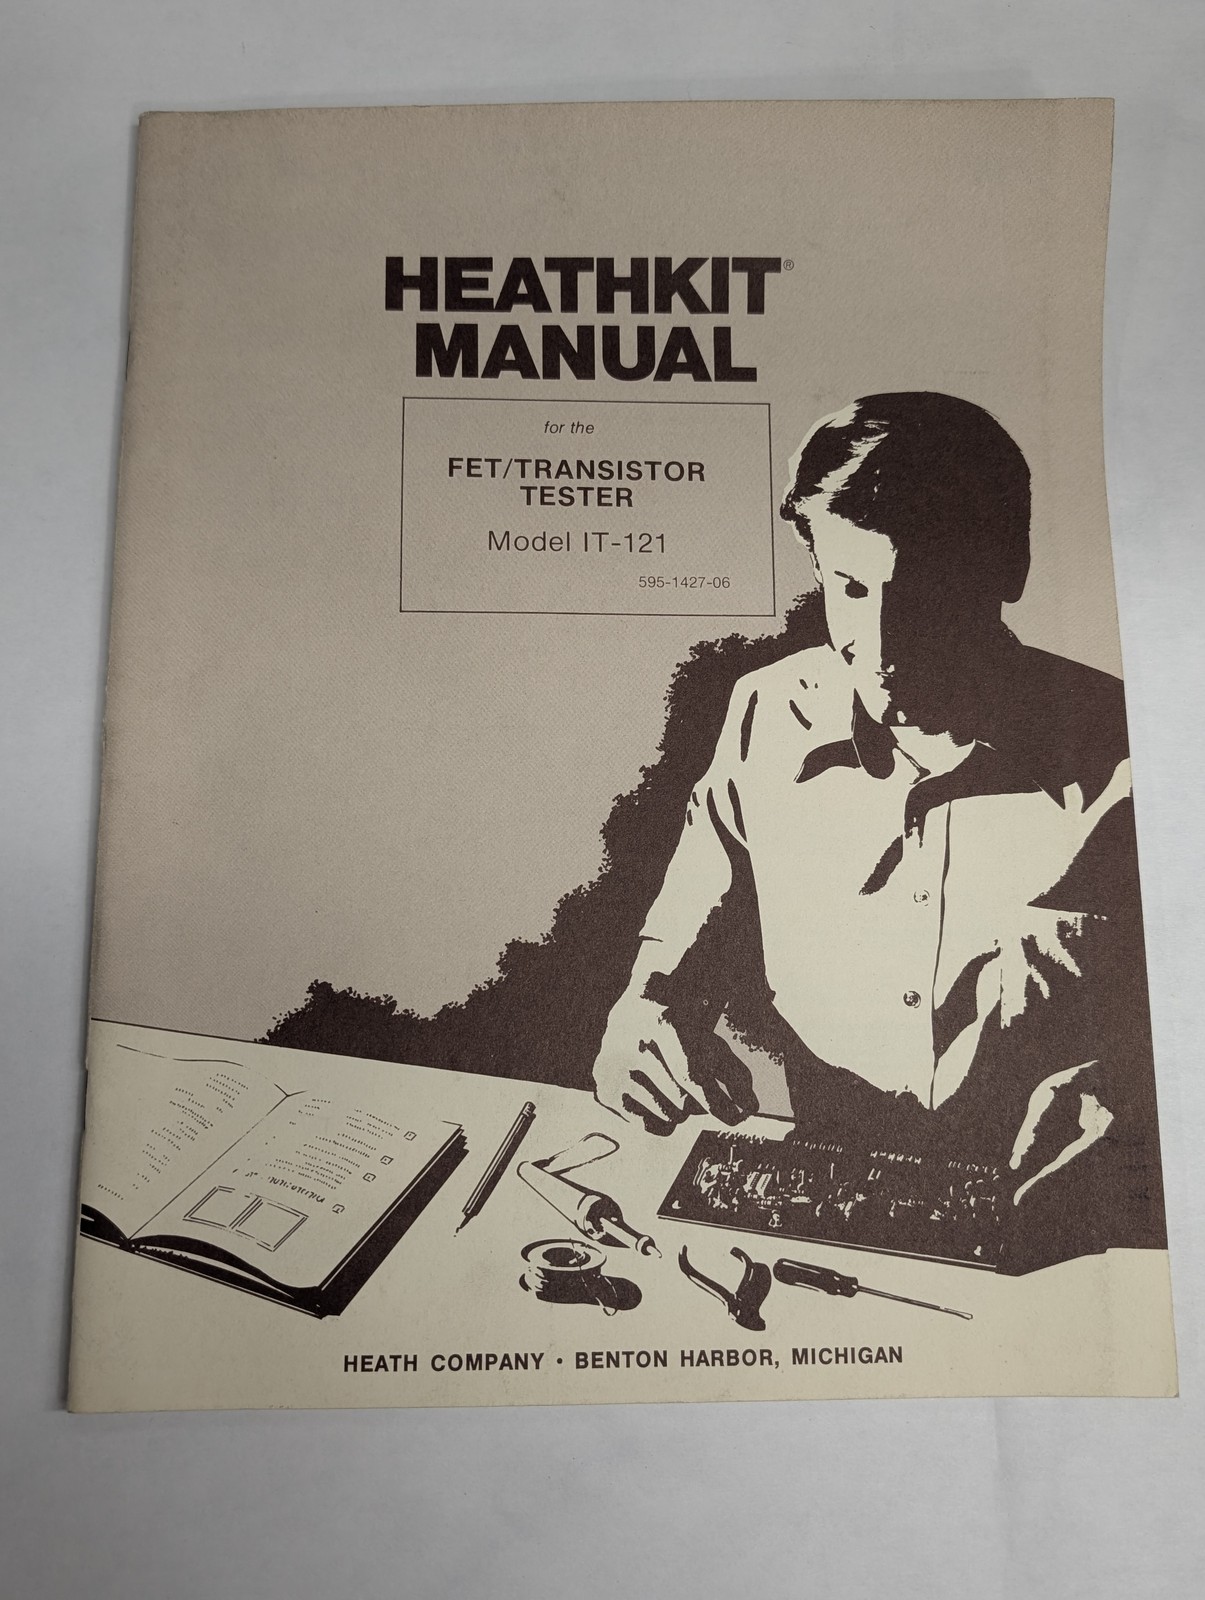 HEATHKIT®
MANUAL
for the
FET/TRANSISTOR
TESTER
Model IT-121
595-1427-06
HEATH COMPANY • BENTON HARBOR, MICHIGAN